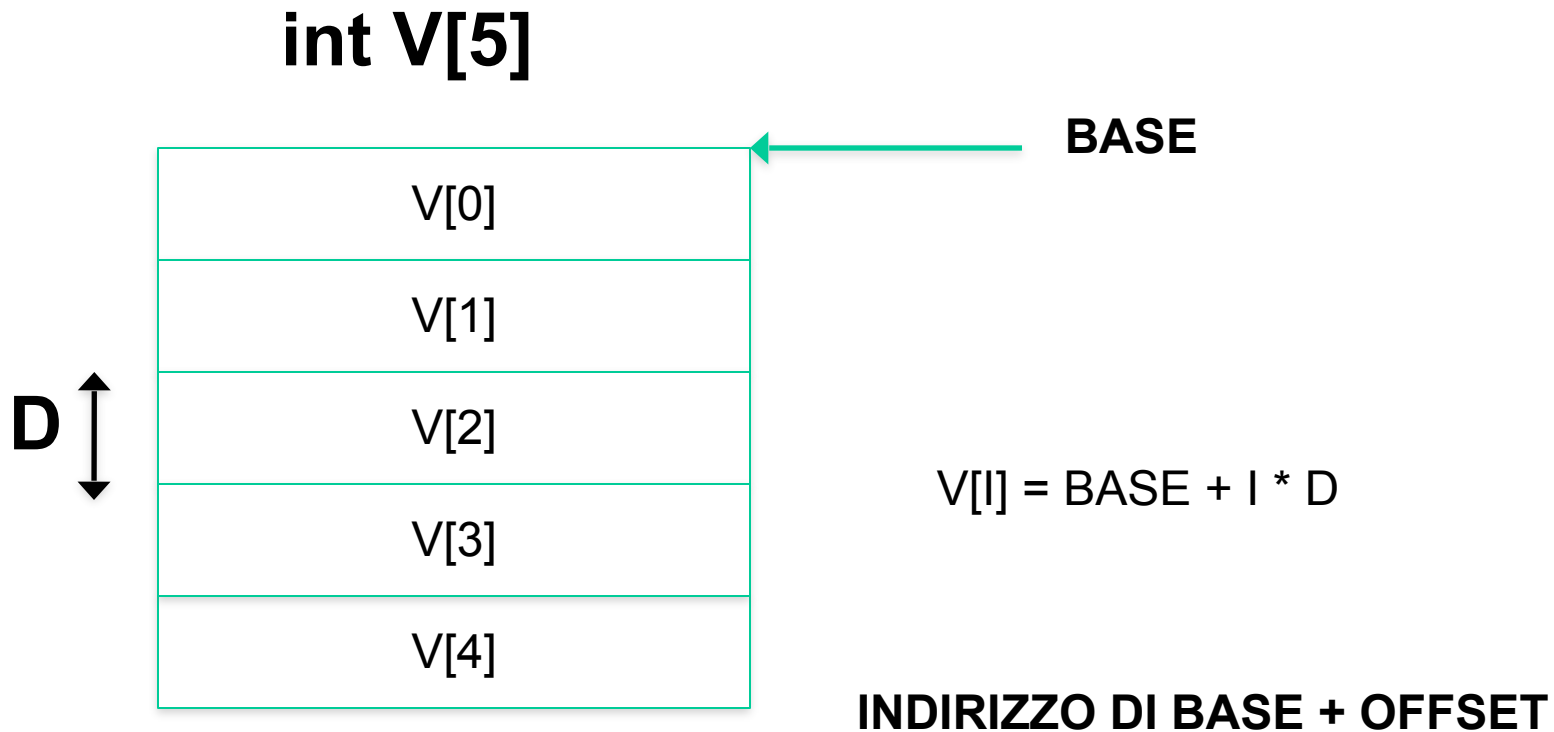 int V[5]
BASE
V[0]
V[1]
D
V[2]
V[I] = BASE + I * D
V[3]
V[4]
INDIRIZZO DI BASE + OFFSET